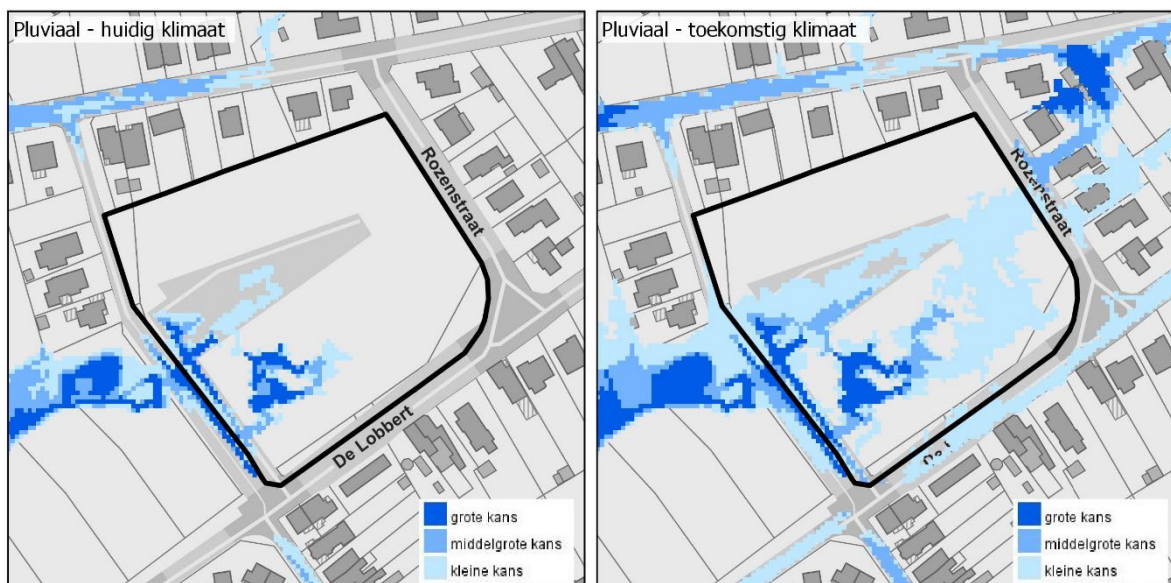 Pluviaal - huidig klimaat
Rozenstraat
De Lobbert
grote kans
middelgrote kans
kleine kans
Pluviaal - toekomstig klimaat
Rozenstraat
grote kans
middelgrote kans
kleine kans